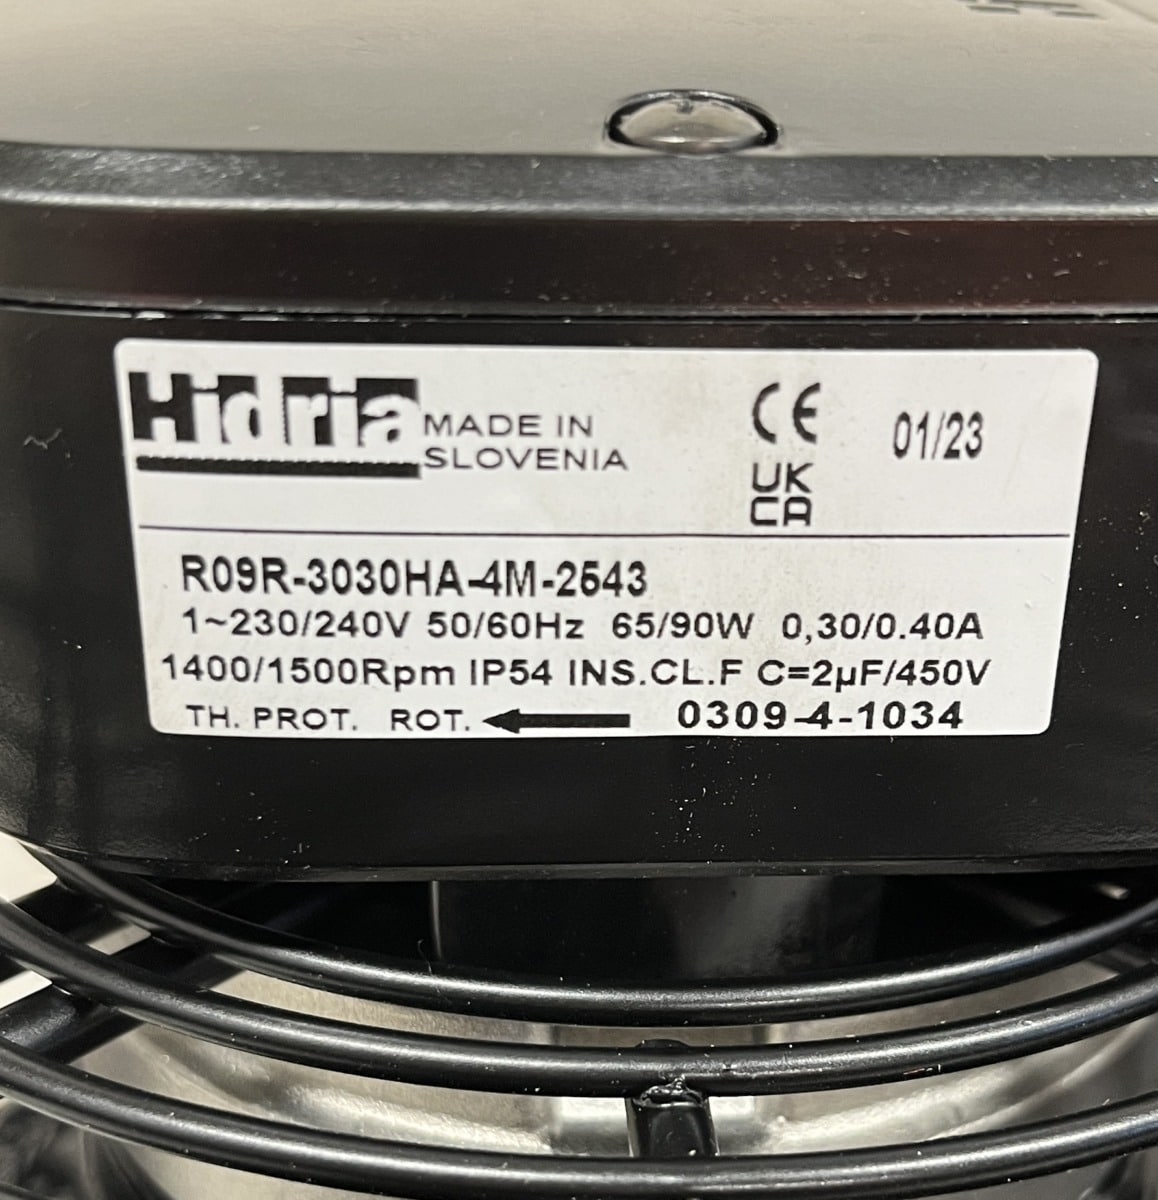 Hidria MADE IN
SLOVENIA
CE
UK
CA
01/23
R09R-3030HA-4M-2543
1~230/240V 50/60Hz 65/90W 0,30/0.40A
1400/1500Rpm IP54 INS.CL.F C=2µF/450V
TH. PROT. ROT. 0309-4-1034